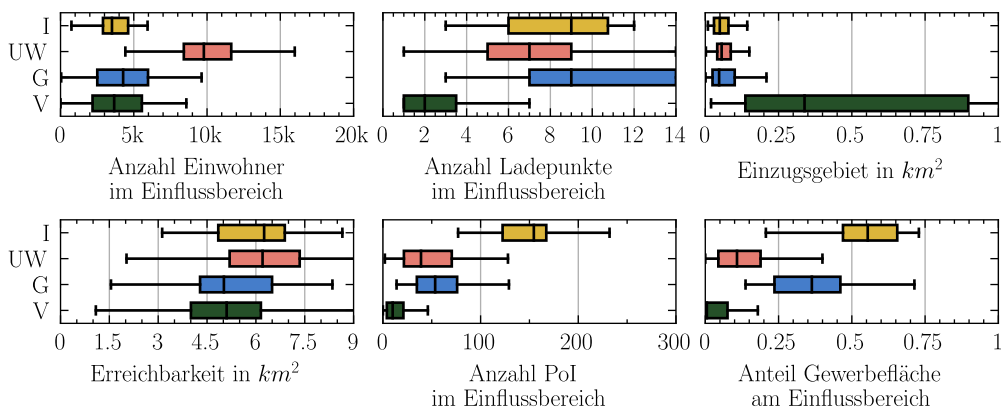 I
UW
G
V
0 5k 10k 15k 20k
Anzahl Einwohner
im Einflussbereich
2 4 6 8 10 12 14
Anzahl Ladepunkte
im Einflussbereich
0 0.25 0.5 0.75 1
Einzugsgebiet in km²
I
UW
G
V
0 1.5 3 4.5 6 7.5 9
Erreichbarkeit in km²
0 100 200 300
Anzahl PoI
im Einflussbereich
0 0.25 0.5 0.75 1
Anteil Gewerbefläche
am Einflussbereich